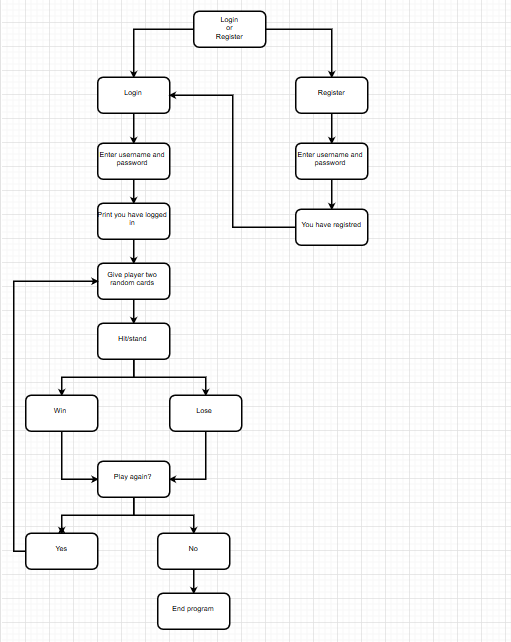 Login
or
Register
Login
Register
Enter username and
password
Enter username and
password
Print you have logged
in
You have registred
Give player two
random cards
Hit/stand
Win
Lose
Play again?
Yes
No
End program